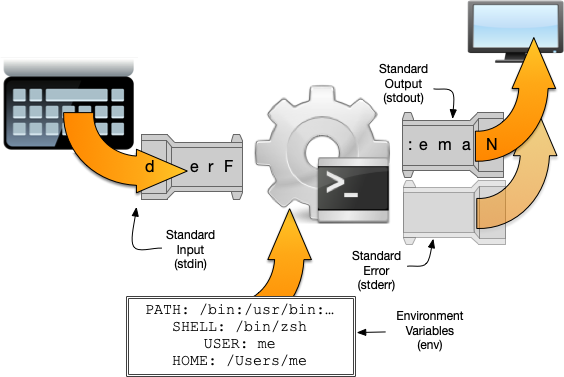 Standard
Output
(stdout)
: e m a N
d e r F
>_
Standard
Input
(stdin)
Standard
Error
(stderr)
PATH: /bin:/usr/bin:…
SHELL: /bin/zsh
USER: me
HOME: /Users/me
Environment
Variables
(env)